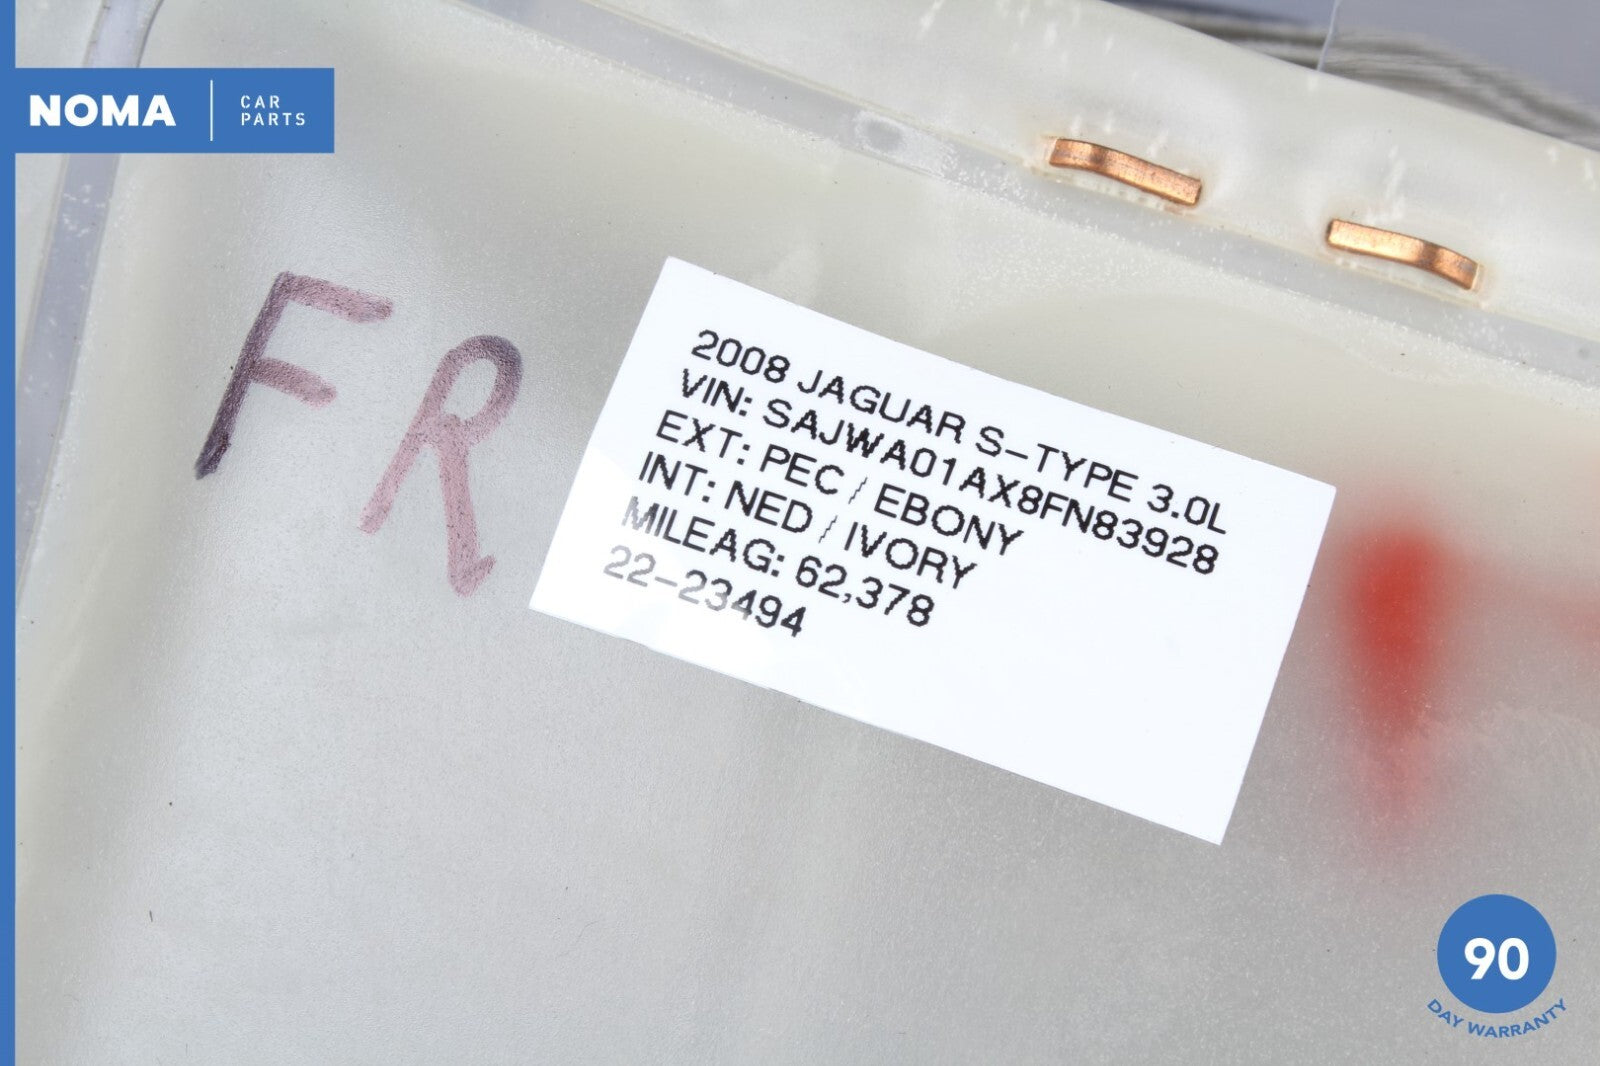 NOMA
CAR
PARTS
FR
2008 JAGUAR S-TYPE 3.0L
VIN: SAJWA01AX8FN83928
EXT: PEC / EBONY
INT: NED / IVORY
MILEAG: 62,378
22-23494
90
DAY WARRANTY